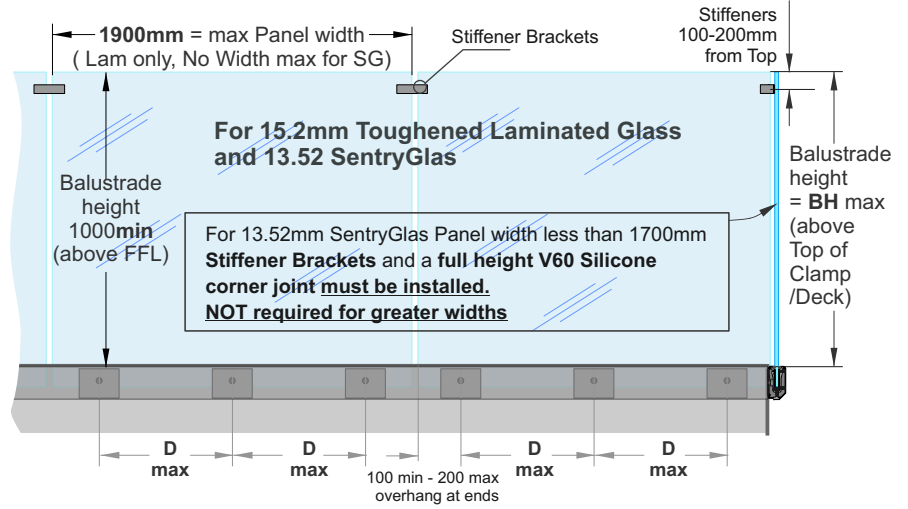 1900mm = max Panel width
( Lam only, No Width max for SG)
Stiffener Brackets
Stiffeners
100-200mm
from Top
For 15.2mm Toughened Laminated Glass
and 13.52 SentryGlas
Balustrade
height
1000min
(above FFL)
Balustrade
height
= BH max
(above
Top of
Clamp
/Deck)
For 13.52mm SentryGlas Panel width less than 1700mm
Stiffener Brackets and a full height V60 Silicone
corner joint must be installed.
NOT required for greater widths
D
max
D
max
D
max
D
max
100 min - 200 max
overhang at ends